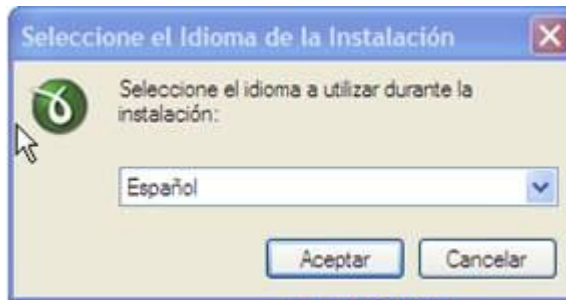 Seleccione el Idioma de la Instalación
Seleccione el idioma a utilizar durante la
instalación:
Español
Aceptar
Cancelar